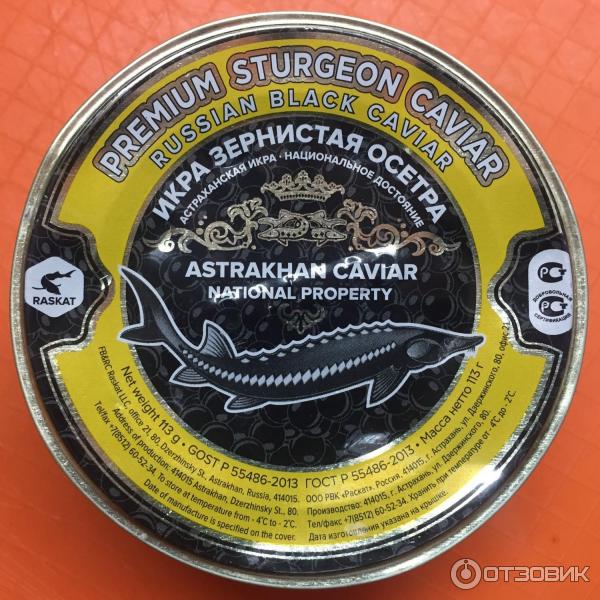 PREMIUM STURGEON CAVIAR
RUSSIAN BLACK CAVIAR
ИКРА ЗЕРНИСТАЯ ОСЕТРА
АСТРАХАНСКАЯ ИКРА • НАЦИОНАЛЬНОЕ ДОСТОЯНИЕ
ASTRAKHAN CAVIAR
NATIONAL PROPERTY
RASKAT
ДОБРОВОЛЬНАЯ
СЕРТИФИКАЦИЯ
Net weight 113 g • GOST P 55486-2013
FB&RC Raskat LLC, office 21, 80, Dzerzhinsky St., Astrakhan, Russia, 414015.
Address of production: 414015 Astrakhan, Dzerzhinsky St., 80.
Tel/fax +7(8512) 60-52-34. To store at temperature from - 4°C to - 2°C.
Date of manufacture is specified on the cover.
ГОСТ Р 55486-2013 • Масса нетто 113 г
ООО РВК «Раскат», Россия, 414015, г. Астрахань, ул. Дзержинского, 80, офис 21
Производство: 414015, г. Астрахань, ул. Дзержинского, 80.
Тел/факс +7(8512) 60-52-34. Хранить при температуре от - 4°С до - 2°С.
Дата изготовления указана на крышке.
ОТЗОВИК